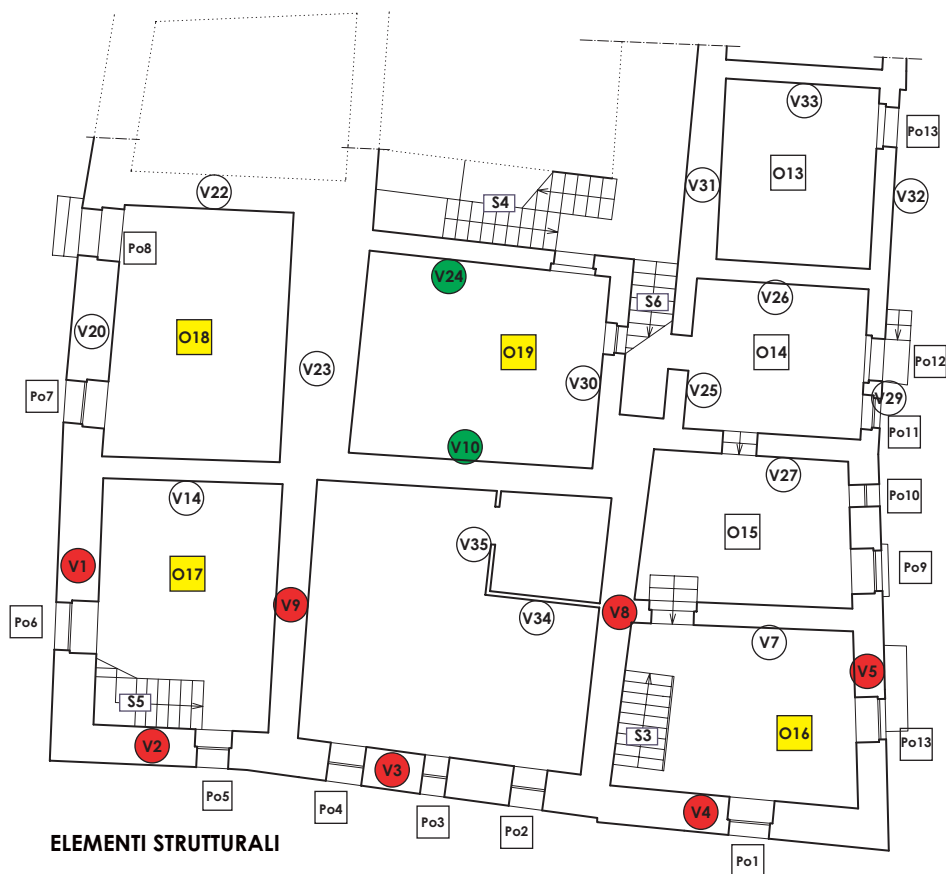 V33
Po13
O13
V31
V32
V22
S4
Po8
V24
V26
S6
V20
O18
O19
O14
Po12
V23
V30
V25
V29
Po7
Po11
V10
V27
V14
Po10
O15
V35
V1
O17
Po9
V9
V8
V34
Po6
V7
V5
S5
O16
S3
V2
Po13
V3
Po5
Po4
V4
Po3
Po2
Po1
ELEMENTI STRUTTURALI